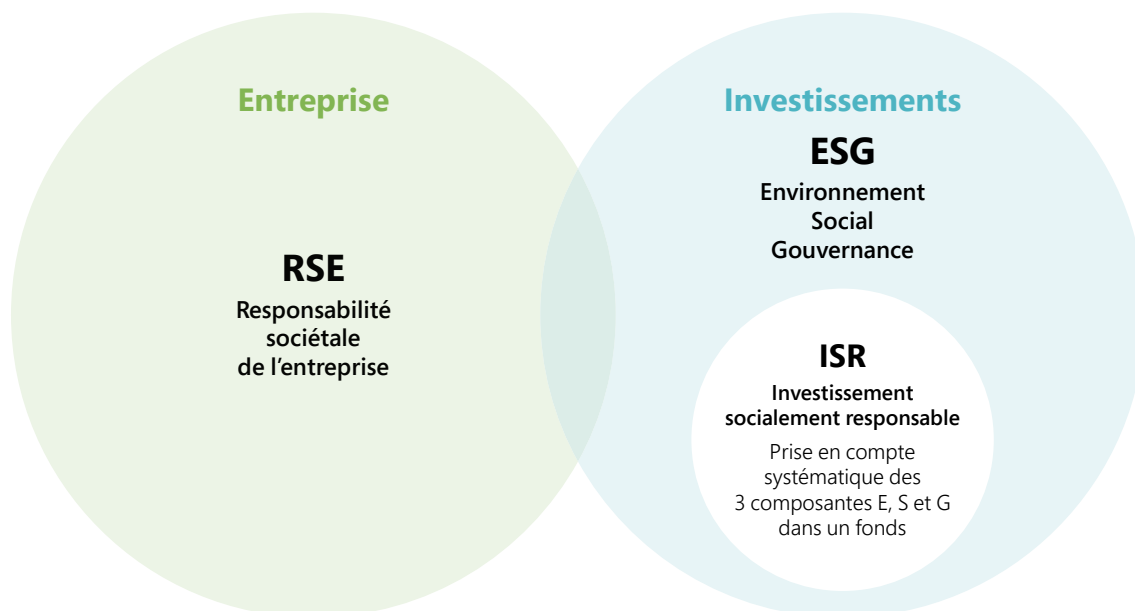 Entreprise
RSE
Responsabilité
sociétale
de l’entreprise
Investissements
ESG
Environnement
Social
Gouvernance
ISR
Investissement
socialement responsable
Prise en compte
systématique des
3 composantes E, S et G
dans un fonds